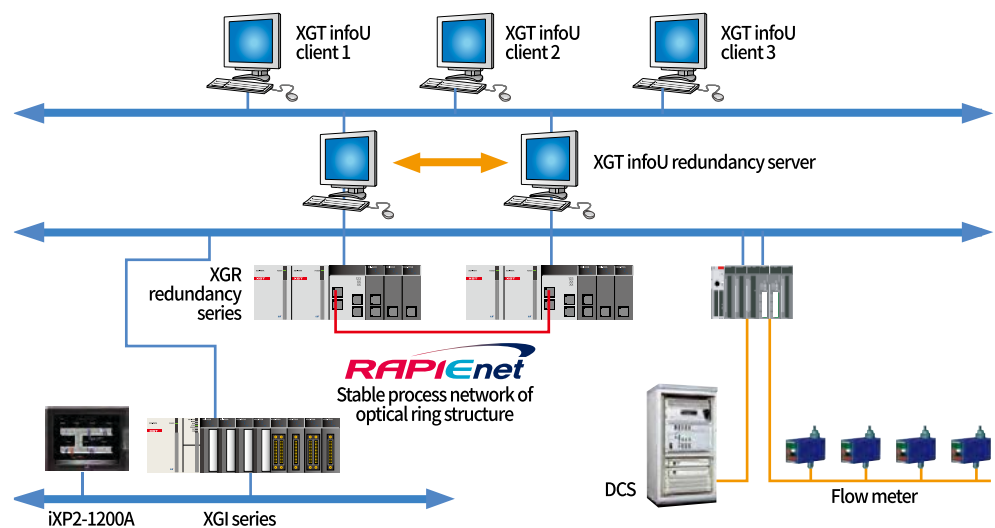 XGT infoU
client 1
XGT infoU
client 2
XGT infoU
client 3
XGT infoU redundancy server
XGR
redundancy
series
RAPIEnet
Stable process network of
optical ring structure
DCS
Flow meter
iXP2-1200A
XGI series